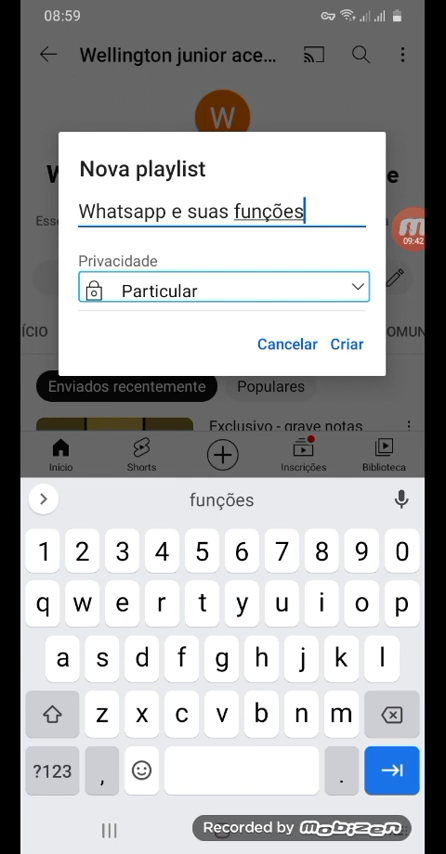 08:59
Wellington junior ace...
W
W e
Esse
Nova playlist
Whatsapp e suas funções
09:42
Privacidade
Particular
Cancelar Criar
ÍCIO OMUN
Enviados recentemente Populares
Exclusivo - grave notas
Início Shorts Inscrições Biblioteca
funções
1 2 3 4 5 6 7 8 9 0
q w e r t y u i o p
a s d f g h j k l
z x c v b n m
?123 , .
Recorded by mobizen